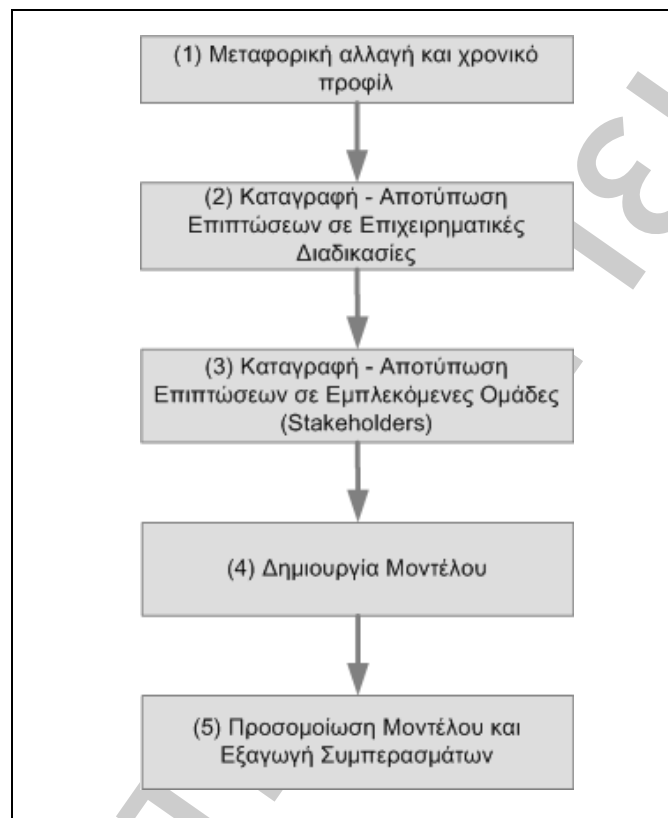 (1) Μεταφορική αλλαγή και χρονικό
προφίλ
(2) Καταγραφή - Αποτύπωση
Επιπτώσεων σε Επιχειρηματικές
Διαδικασίες
(3) Καταγραφή - Αποτύπωση
Επιπτώσεων σε Εμπλεκόμενες Ομάδες
(Stakeholders)
(4) Δημιουργία Μοντέλου
(5) Προσομοίωση Μοντέλου και
Εξαγωγή Συμπερασμάτων